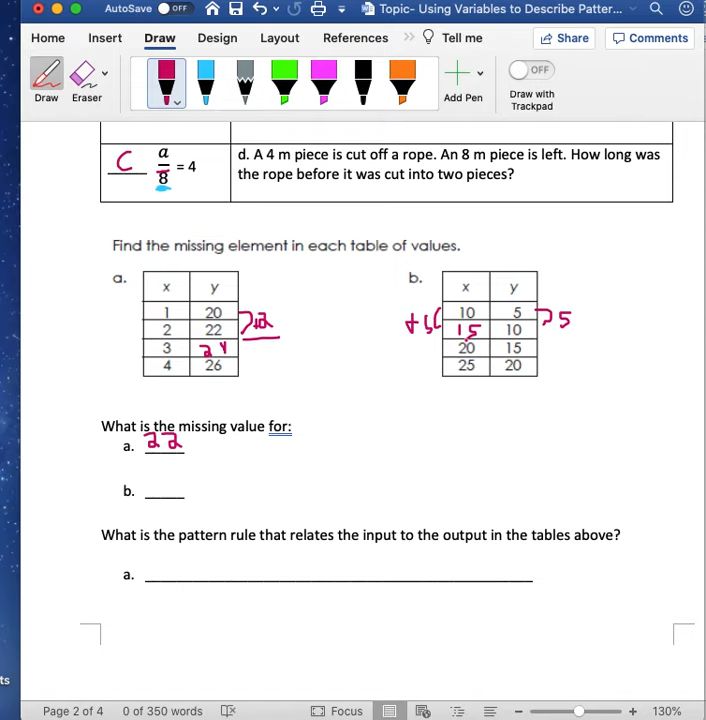 AutoSave OFF Topic- Using Variables to Describe Patter...
Home Insert Draw Design Layout References Tell me Share Comments
Draw Eraser Add Pen OFF Draw with Trackpad
C a/8 = 4
d. A 4 m piece is cut off a rope. An 8 m piece is left. How long was
the rope before it was cut into two pieces?
Find the missing element in each table of values.
a.
x y
1 20
2 22 +2
3 24
4 26
b.
x y
10 5
+5 15 10 5
20 15
25 20
What is the missing value for:
a. 22
b. ____
What is the pattern rule that relates the input to the output in the tables above?
a. ____
ts
Page 2 of 4 0 of 350 words Focus 130%